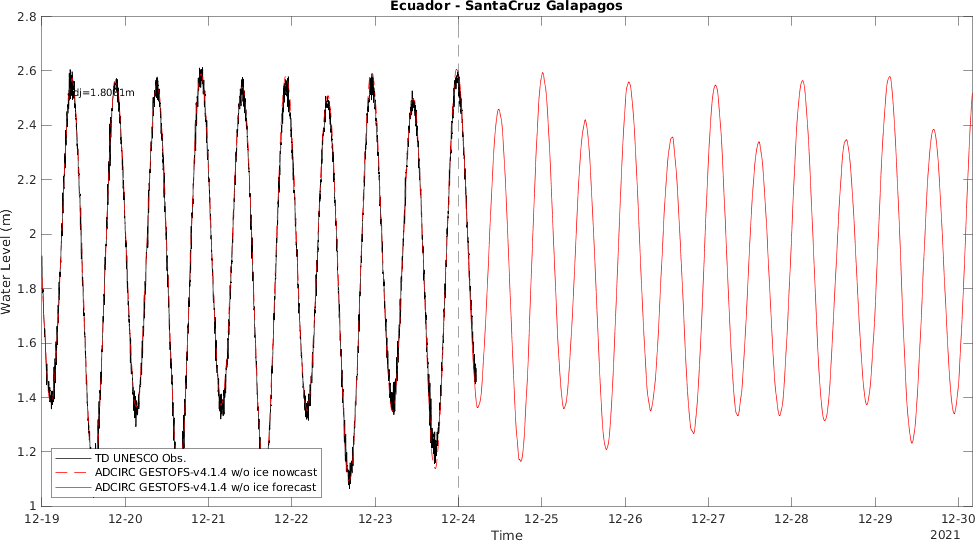 Ecuador - SantaCruz Galapagos
2.8
2.6
2.4
2.2
2
1.8
1.6
1.4
1.2
1
Water Level (m)
TD UNESCO Obs.
ADCIRC GESTOFS-v4.1.4 w/o ice nowcast
ADCIRC GESTOFS-v4.1.4 w/o ice forecast
12-19 12-20 12-21 12-22 12-23 12-24 12-25 12-26 12-27 12-28 12-29 12-30
Time
2021